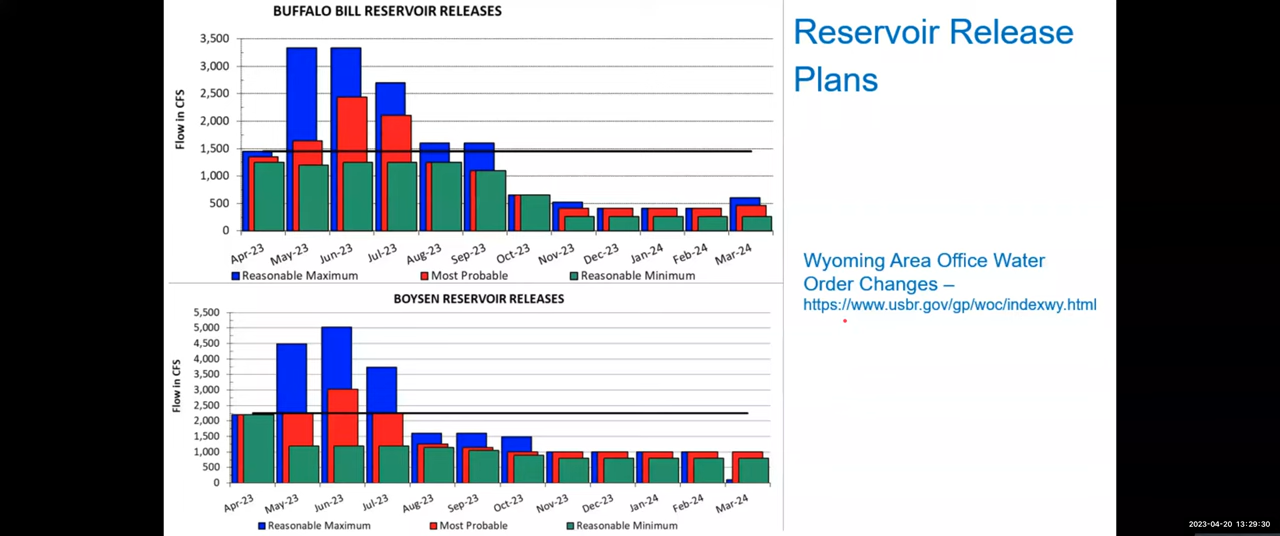 BUFFALO BILL RESERVOIR RELEASES
Flow in CFS
3,500
3,000
2,500
2,000
1,500
1,000
500
0
Apr-23 May-23 Jun-23 Jul-23 Aug-23 Sep-23 Oct-23 Nov-23 Dec-23 Jan-24 Feb-24 Mar-24
Reasonable Maximum Most Probable Reasonable Minimum
BOYSEN RESERVOIR RELEASES
Flow in CFS
5,500
5,000
4,500
4,000
3,500
3,000
2,500
2,000
1,500
1,000
500
0
Apr-23 May-23 Jun-23 Jul-23 Aug-23 Sep-23 Oct-23 Nov-23 Dec-23 Jan-24 Feb-24 Mar-24
Reasonable Maximum Most Probable Reasonable Minimum
Reservoir Release
Plans
Wyoming Area Office Water
Order Changes –
https://www.usbr.gov/gp/woc/indexwy.html
2023-04-20 13:29:30